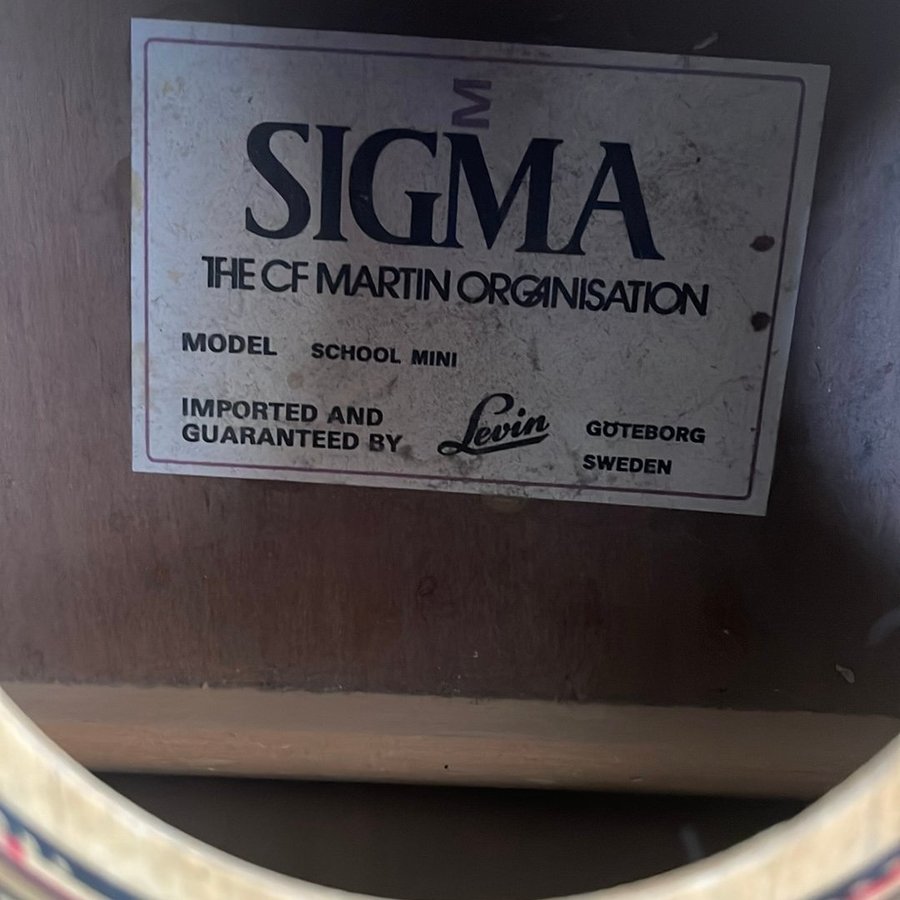 M
SIGMA
THE CF MARTIN ORGANISATION
MODEL SCHOOL MINI
IMPORTED AND
GUARANTEED BY Levin GÖTEBORG
SWEDEN